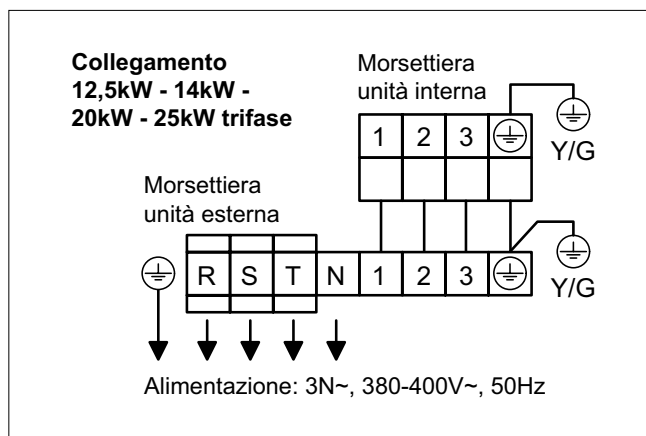 Collegamento
12,5kW - 14kW -
20kW - 25kW trifase
Morsettiera
unità interna
1 2 3
Y/G
Morsettiera
unità esterna
R S T N 1 2 3
Y/G
Alimentazione: 3N~, 380-400V~, 50Hz